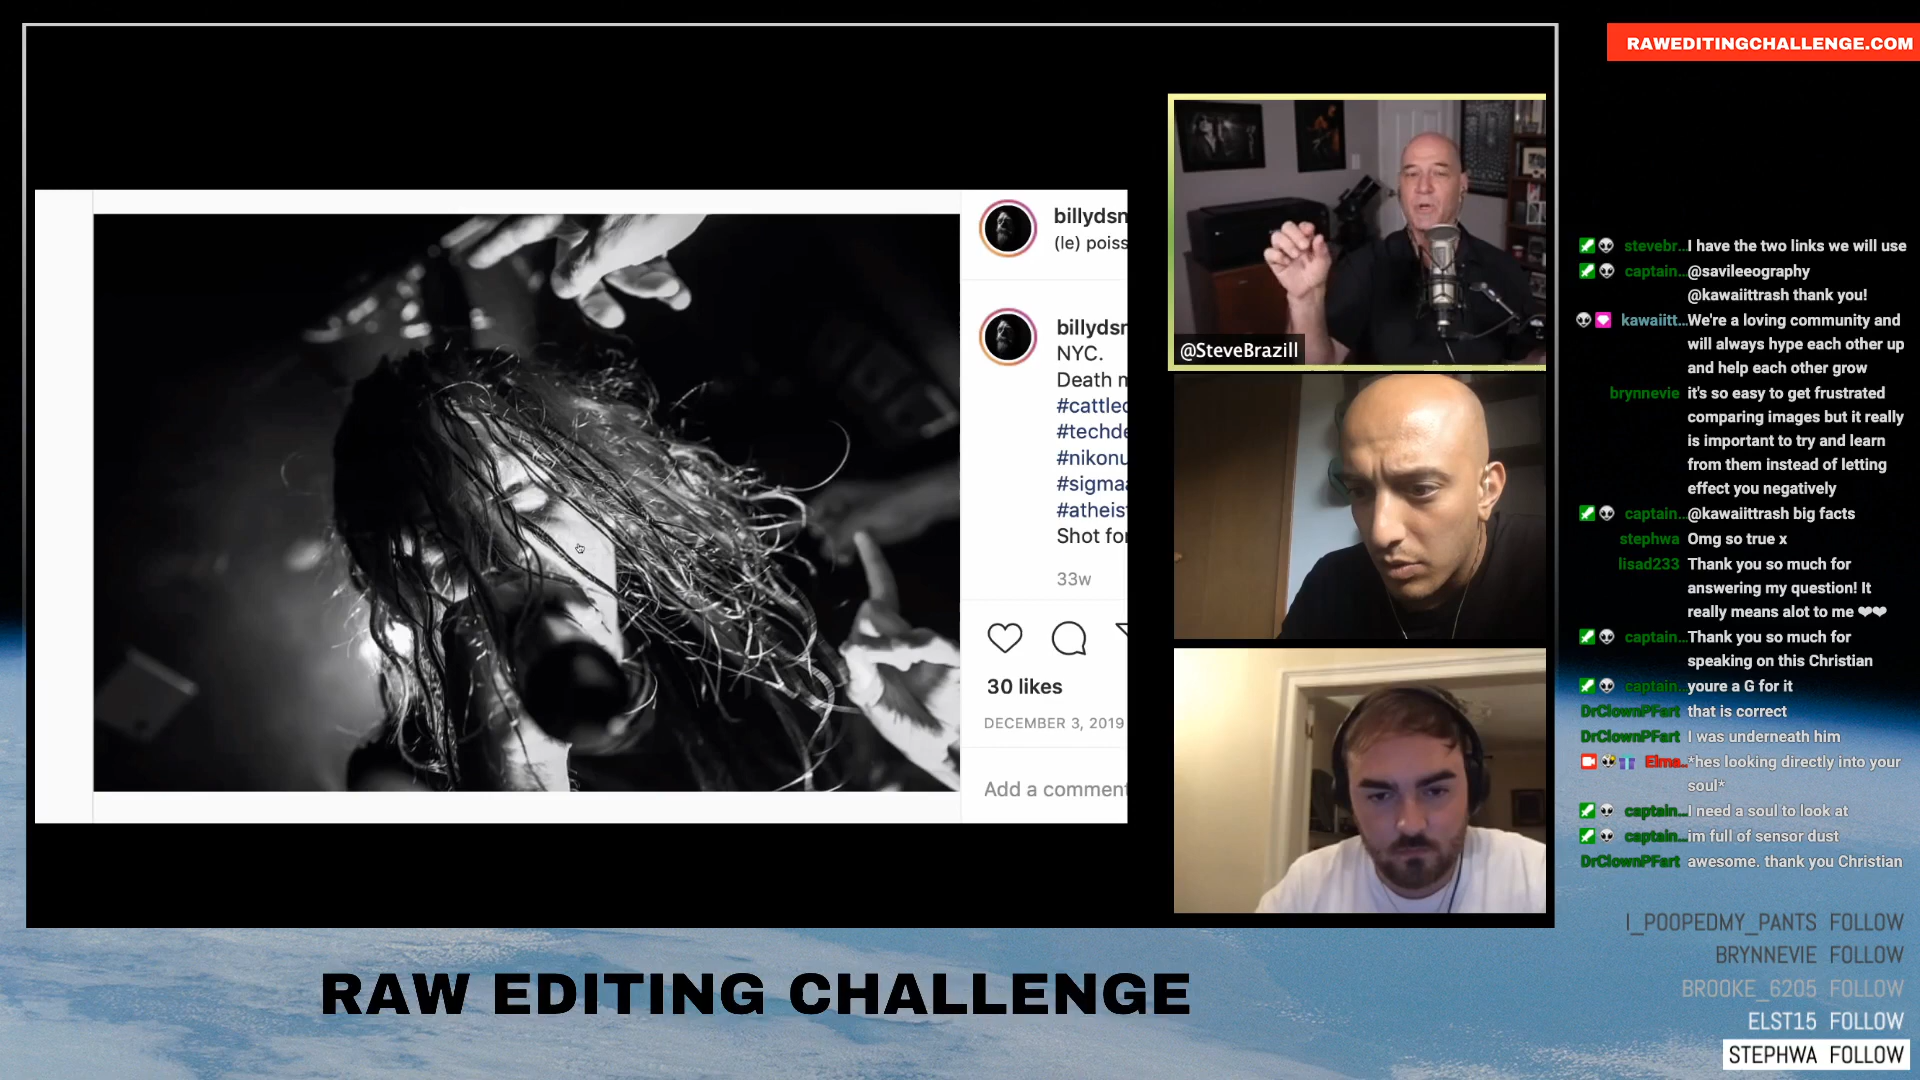 RAWEDITINGCHALLENGE.COM
billydsn
(le) poiss
billydsr
NYC.
Death n
#cattled
#techde
#nikonu
#sigmaa
#atheist
Shot for
33w
30 likes
DECEMBER 3, 2019
Add a comment
@SteveBrazill
stevebr... I have the two links we will use
captain... @savileeography
@kawaiittrash thank you!
kawaiitt... We're a loving community and
will always hype each other up
and help each other grow
brynnevie it's so easy to get frustrated
comparing images but it really
is important to try and learn
from them instead of letting
effect you negatively
captain... @kawaiittrash big facts
stephwa Omg so true x
lisad233 Thank you so much for
answering my question! It
really means alot to me ❤❤
captain... Thank you so much for
speaking on this Christian
captain... youre a G for it
DrClownPFart that is correct
DrClownPFart I was underneath him
Elma... *hes looking directly into your
soul*
captain... I need a soul to look at
captain... im full of sensor dust
DrClownPFart awesome. thank you Christian
I_POOPEDMY_PANTS FOLLOW
BRYNNEVIE FOLLOW
BROOKE_6205 FOLLOW
ELST15 FOLLOW
STEPHWA FOLLOW
RAW EDITING CHALLENGE